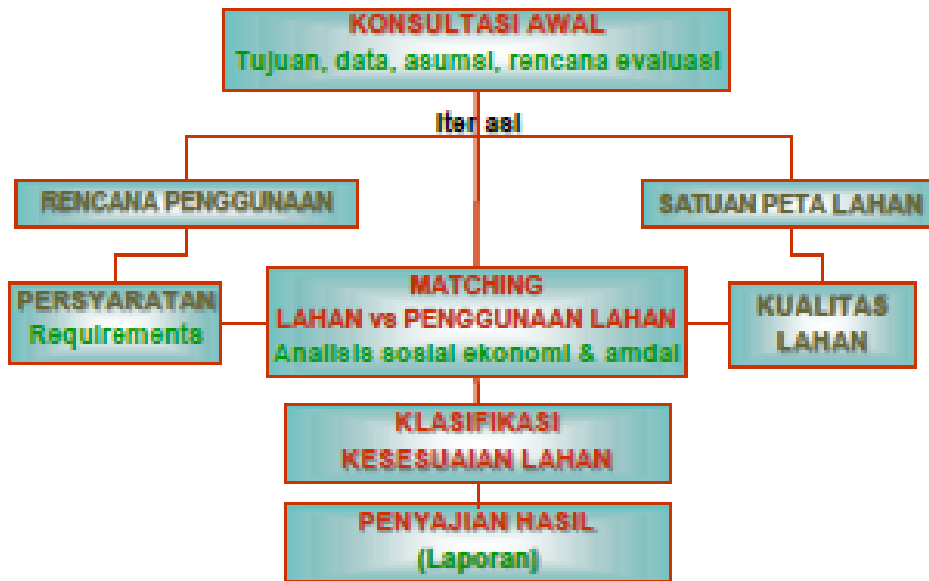 KONSULTASI AWAL
Tujuan, data, asumsi, rencana evaluasi
Iterasi
RENCANA PENGGUNAAN
SATUAN PETA LAHAN
PERSYARATAN
Requirements
MATCHING
LAHAN vs PENGGUNAAN LAHAN
Analisis sosial ekonomi & amdal
KUALITAS
LAHAN
KLASIFIKASI
KESESUAIAN LAHAN
PENYAJIAN HASIL
(Laporan)